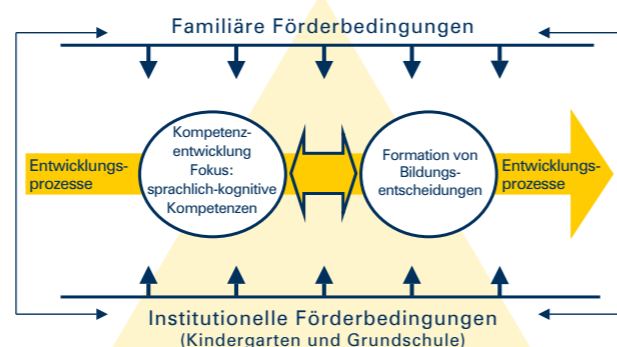 Familiäre Förderbedingungen
Entwicklungs-
prozesse
Kompetenz-
entwicklung
Fokus:
sprachlich-kognitive
Kompetenzen
Formation von
Bildungs-
entscheidungen
Entwicklungs-
prozesse
Institutionelle Förderbedingungen
(Kindergarten und Grundschule)